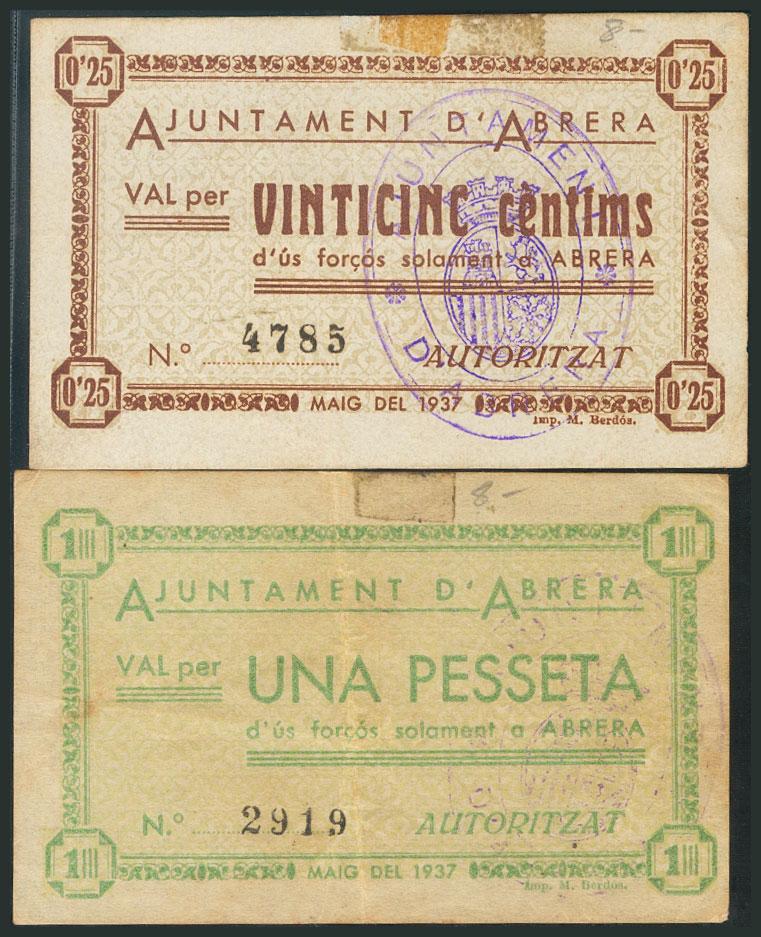 8-
0'25 0'25
AJUNTAMENT D'ABRERA
VAL per VINTICINC cèntims
d'ús forçós solament a ABRERA
AJUNTAMENT
D'ABRERA
N.º 4785 AUTORITZAT
0'25 MAIG DEL 1937 0'25
Imp. M. Berdós.
8-
1 1
AJUNTAMENT D'ABRERA
VAL per UNA PESSETA
d'ús forçós solament a ABRERA
N.º 2919 AUTORITZAT
1 MAIG DEL 1937 1
Imp. M. Berdós.